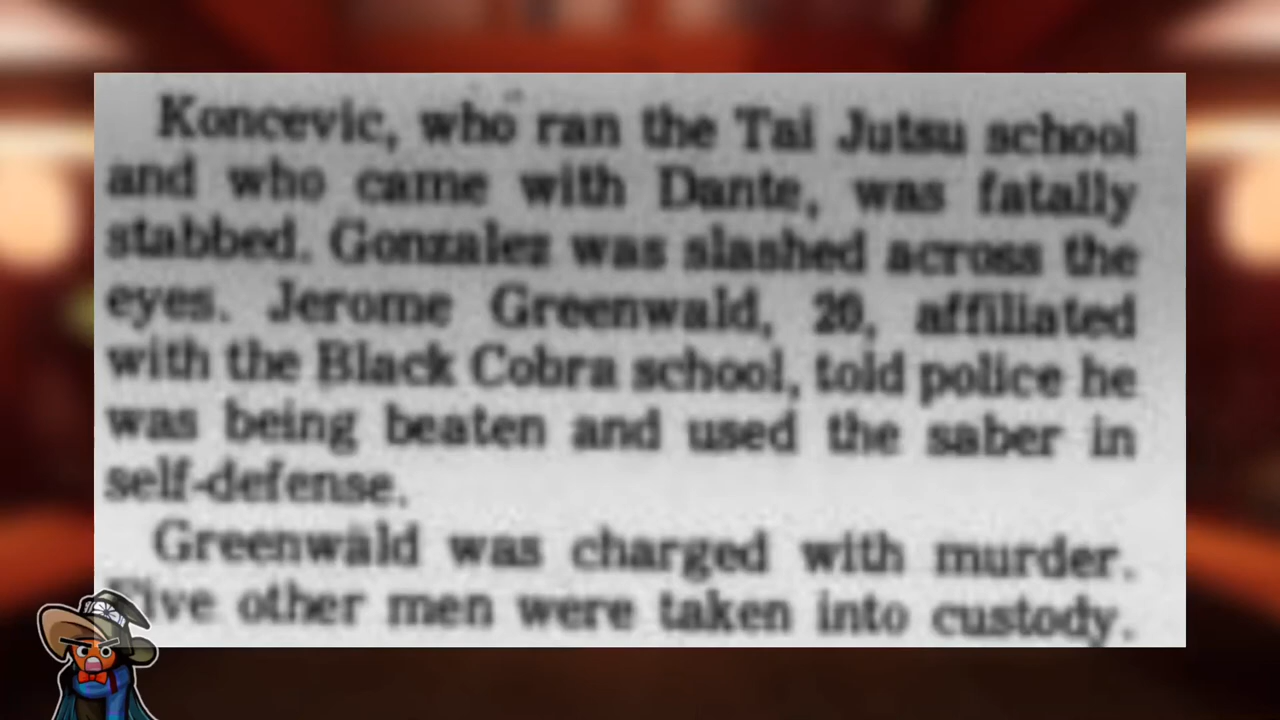 Koncevic, who ran the Tai Jutsu school
and who came with Dante, was fatally
stabbed. Gonzalez was slashed across the
eyes. Jerome Greenwald, 20, affiliated
with the Black Cobra school, told police he
was being beaten and used the saber in
self-defense.
Greenwald was charged with murder.
Five other men were taken into custody.